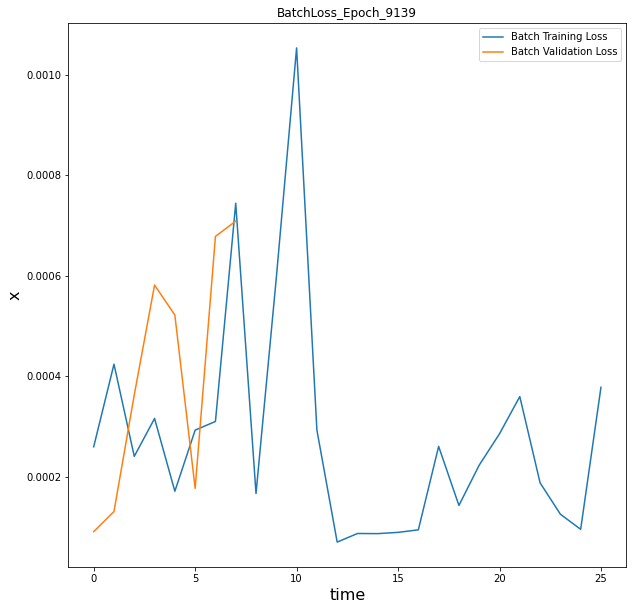 BatchLoss_Epoch_9139
Batch Training Loss
Batch Validation Loss
0.0010
0.0008
0.0006
0.0004
0.0002
x
0 5 10 15 20 25
time